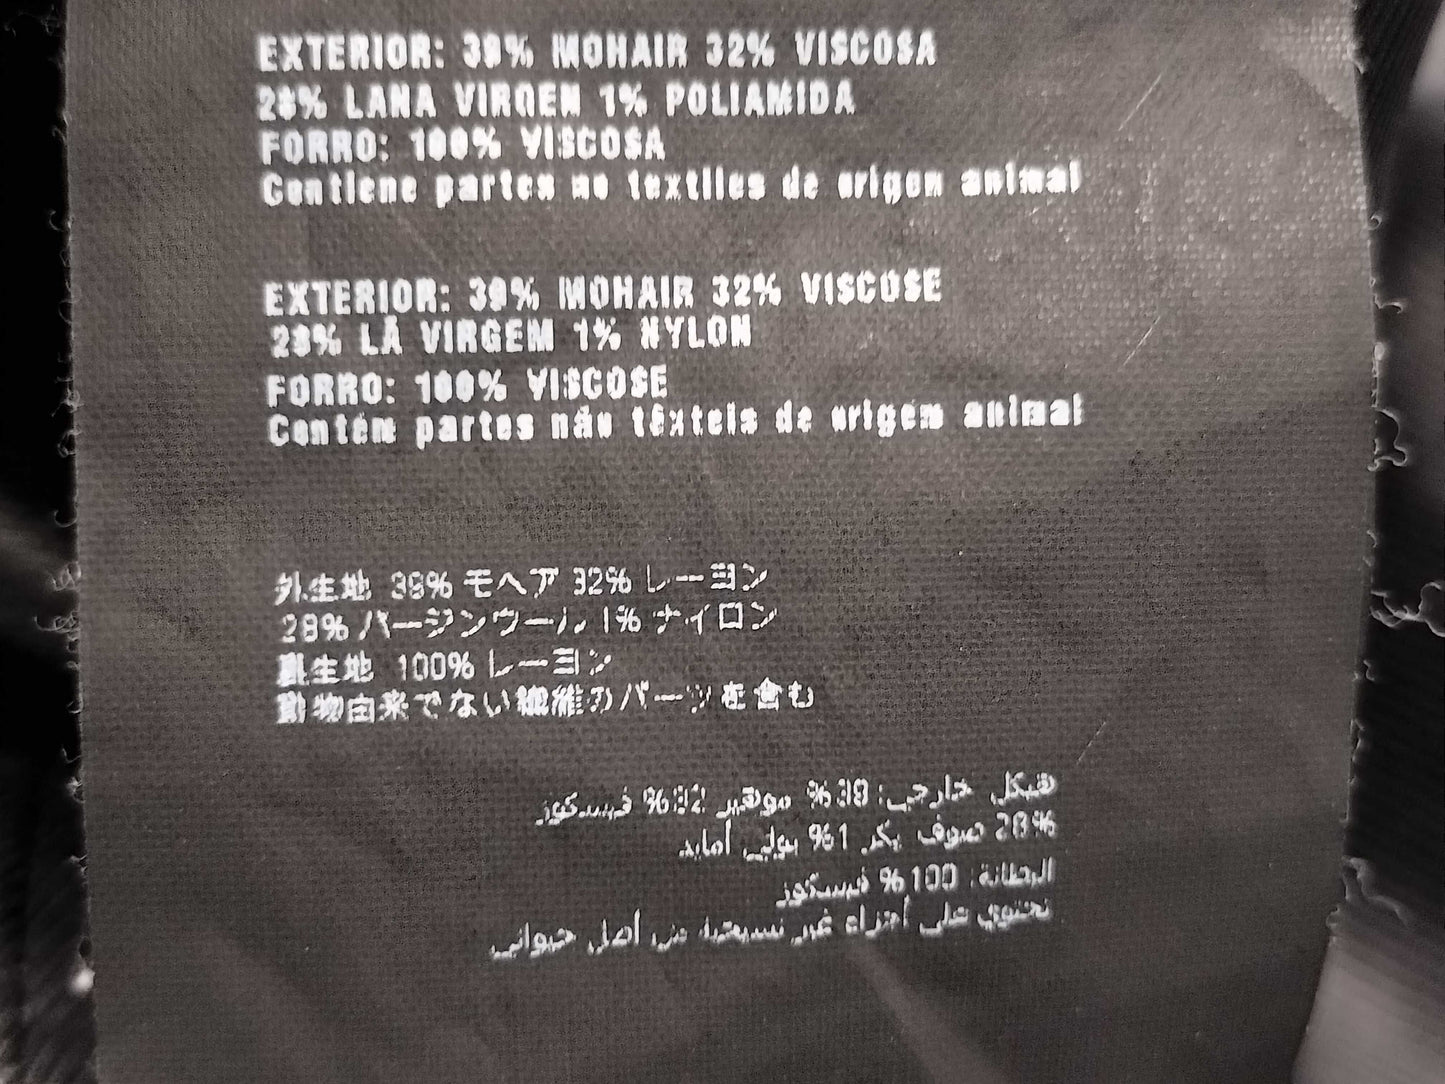 EXTERIOR: 39% MOHAIR 32% VISCOSA
28% LANA VIRGEN 1% POLIAMIDA
FORRO: 100% VISCOSA
Contiene partes no textiles de origen animal
EXTERIOR: 39% MOHAIR 32% VISCOSE
28% LÃ VIRGEM 1% NYLON
FORRO: 100% VISCOSE
Contém partes não têxteis de origem animal
外生地 39% モヘア 32% レーヨン
28% バージンウール 1% ナイロン
裏生地 100% レーヨン
動物由来でない繊維のパーツを含む
هيكل خارجي: 39% موهير 32% فيسكوز
28% صوف بكر 1% بولي أمايد
البطانة: 100% فيسكوز
تحتوي على أجزاء غير نسيجية من أصل حيواني